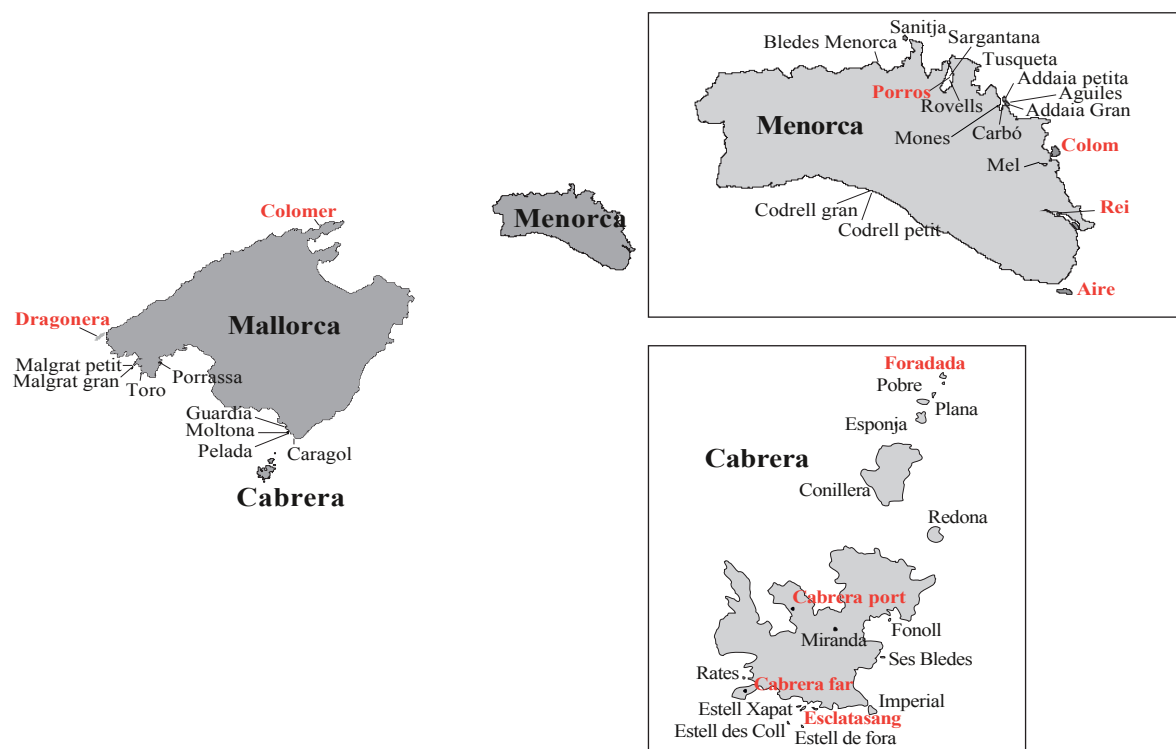 Colomer
Menorca
Dragonera
Mallorca
Malgrat petit
Malgrat gran
Toro
Porrassa
Guardia
Moltona
Pelada
Caragol
Cabrera
Sanitja
Bledes Menorca
Sargantana
Tusqueta
Addaia petita
Porros
Aguiles
Rovells
Addaia Gran
Menorca
Mones
Carbó
Colom
Mel
Codrell gran
Rei
Codrell petit
Aire
Foradada
Pobre
Plana
Esponja
Cabrera
Conillera
Redona
Cabrera port
Miranda
Fonoll
Ses Bledes
Rates
Cabrera far
Imperial
Estell Xapat
Esclatasang
Estell des Coll
Estell de fora